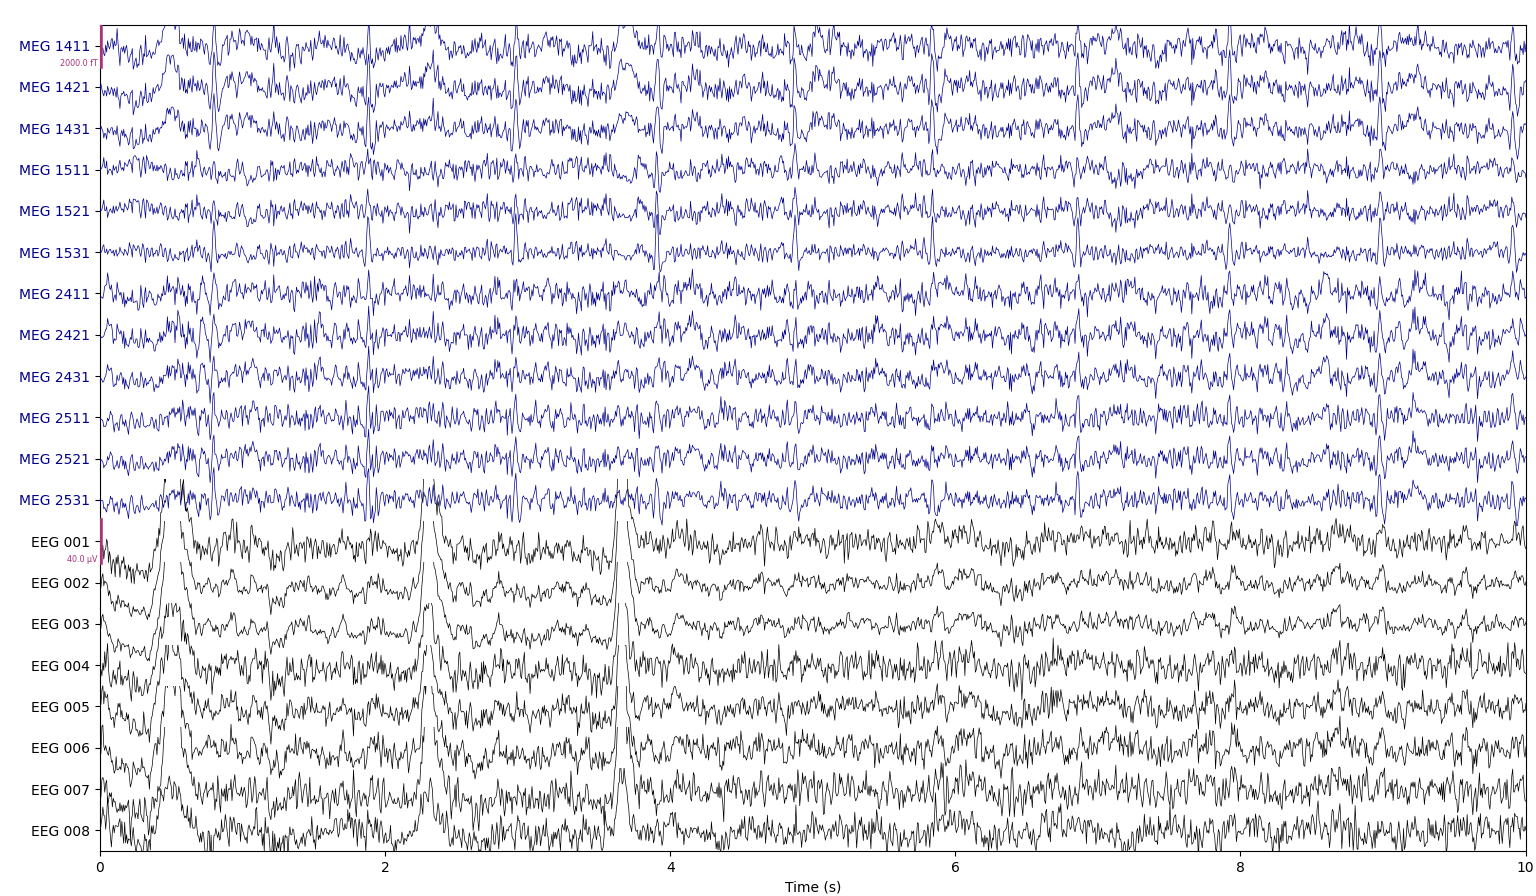 MEG 1411
2000.0 fT
MEG 1421
MEG 1431
MEG 1511
MEG 1521
MEG 1531
MEG 2411
MEG 2421
MEG 2431
MEG 2511
MEG 2521
MEG 2531
EEG 001
40.0 µV
EEG 002
EEG 003
EEG 004
EEG 005
EEG 006
EEG 007
EEG 008
0 2 4 6 8 10
Time (s)